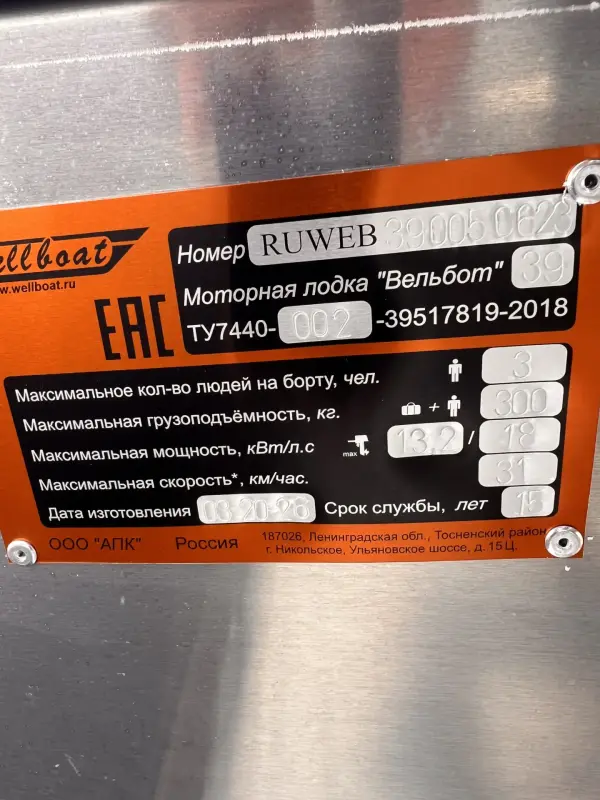 ellboat
w.wellboat.ru
EAC
Номер RUWEB 390050623
Моторная лодка "Вельбот" 39
ТУ7440- 002 -39517819-2018
Максимальное кол-во людей на борту, чел. 3
Максимальная грузоподъёмность, кг. + 300
Максимальная мощность, кВт/л.с max 13.2 / 18
Максимальная скорость*, км/час. 31
Дата изготовления 03-20-26 Срок службы, лет 15
ООО "АПК" Россия
187026, Ленинградская обл., Тосненский район
г. Никольское, Ульяновское шоссе, д.15Ц.